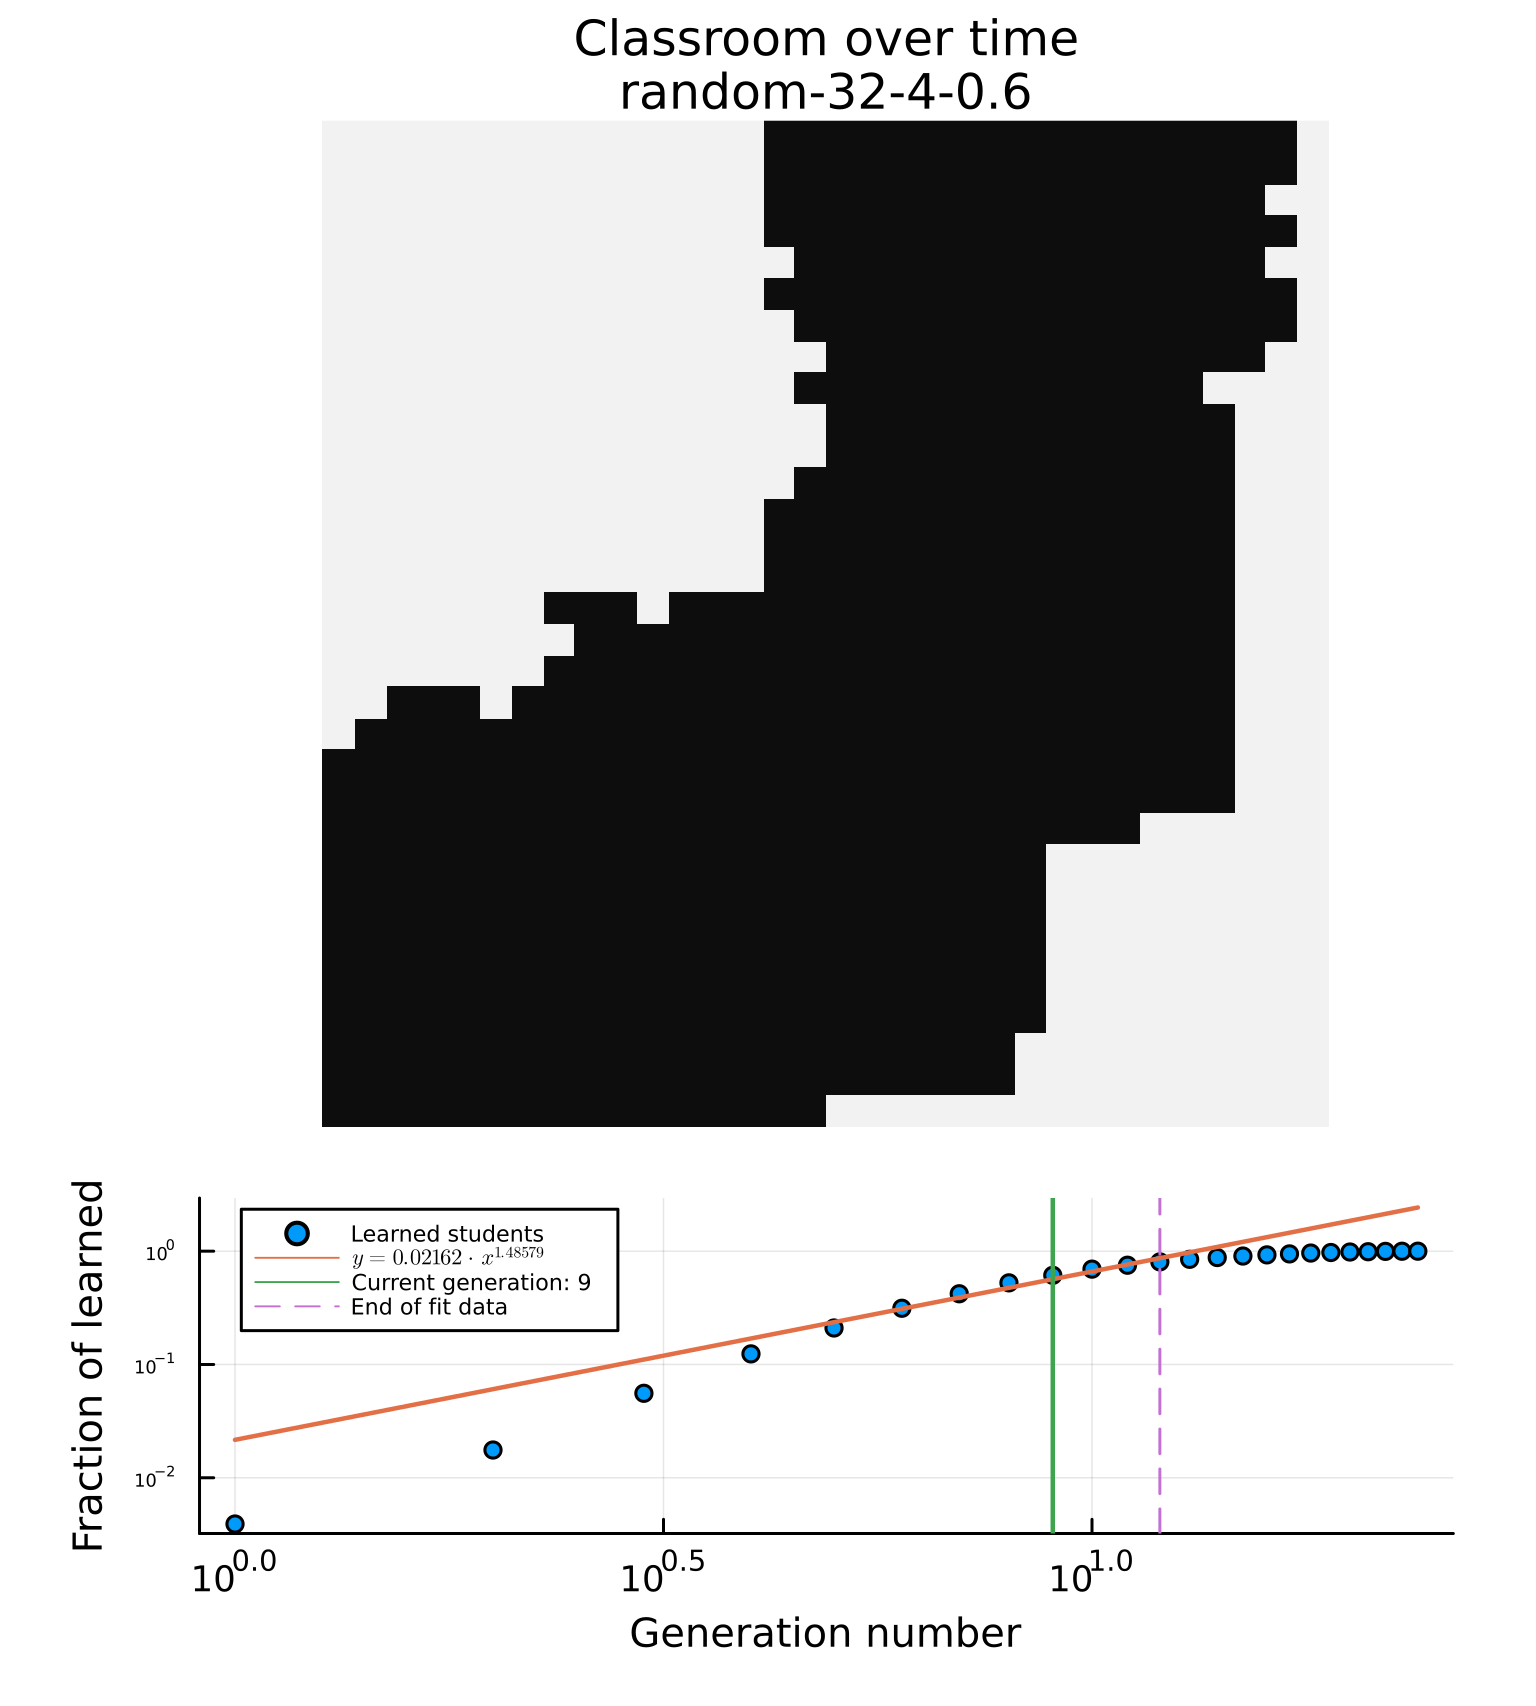 Classroom over time
random-32-4-0.6
Fraction of learned
10⁰
10⁻¹
10⁻²
Learned students
y = 0.02162 · x^1.48579
Current generation: 9
End of fit data
10^0.0
10^0.5
10^1.0
Generation number